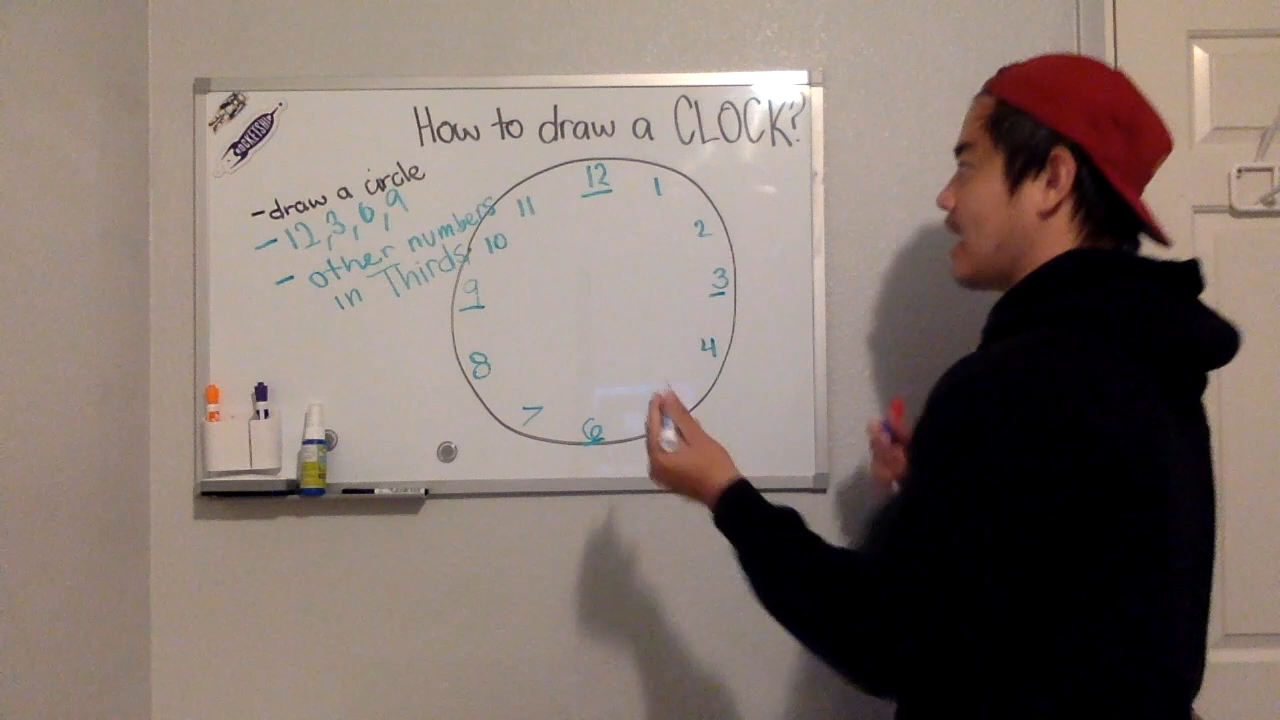 How to draw a CLOCK?
ROCKETSHIP
-draw a circle
-12,3,6,9
- other numbers
in Thirds
12
11
1
10
2
9
3
8
4
7
6